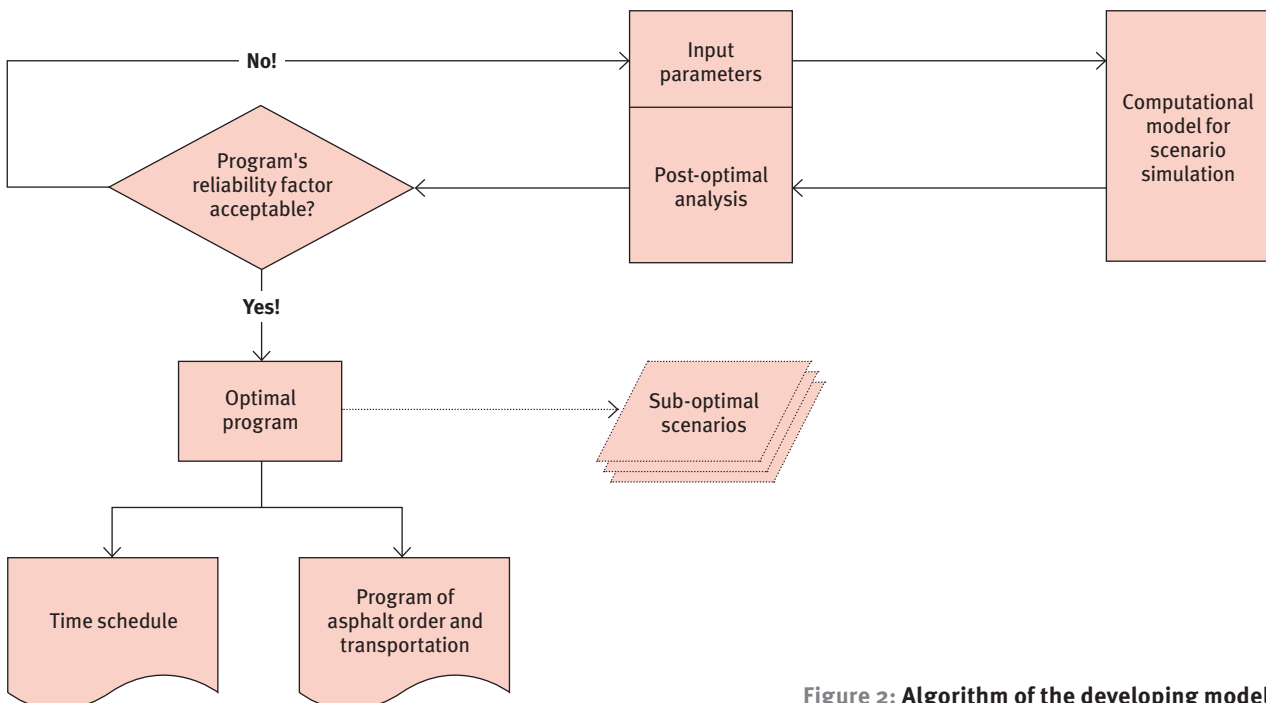 No!
Input
parameters
Computational
model for
scenario
simulation
Program's
reliability factor
acceptable?
Post-optimal
analysis
Yes!
Optimal
program
Sub-optimal
scenarios
Time schedule
Program of
asphalt order and
transportation
Figure 2: Algorithm of the developing model